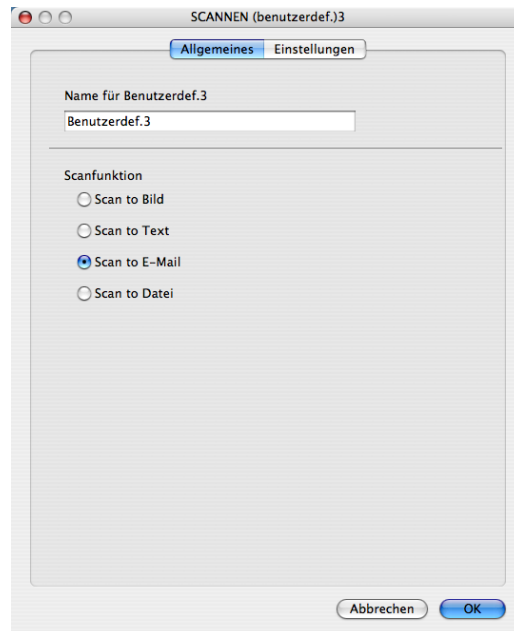 SCANNEN (benutzerdef.)3
Allgemeines Einstellungen
Name für Benutzerdef.3
Benutzerdef.3
Scanfunktion
Scan to Bild
Scan to Text
Scan to E-Mail
Scan to Datei
Abbrechen OK